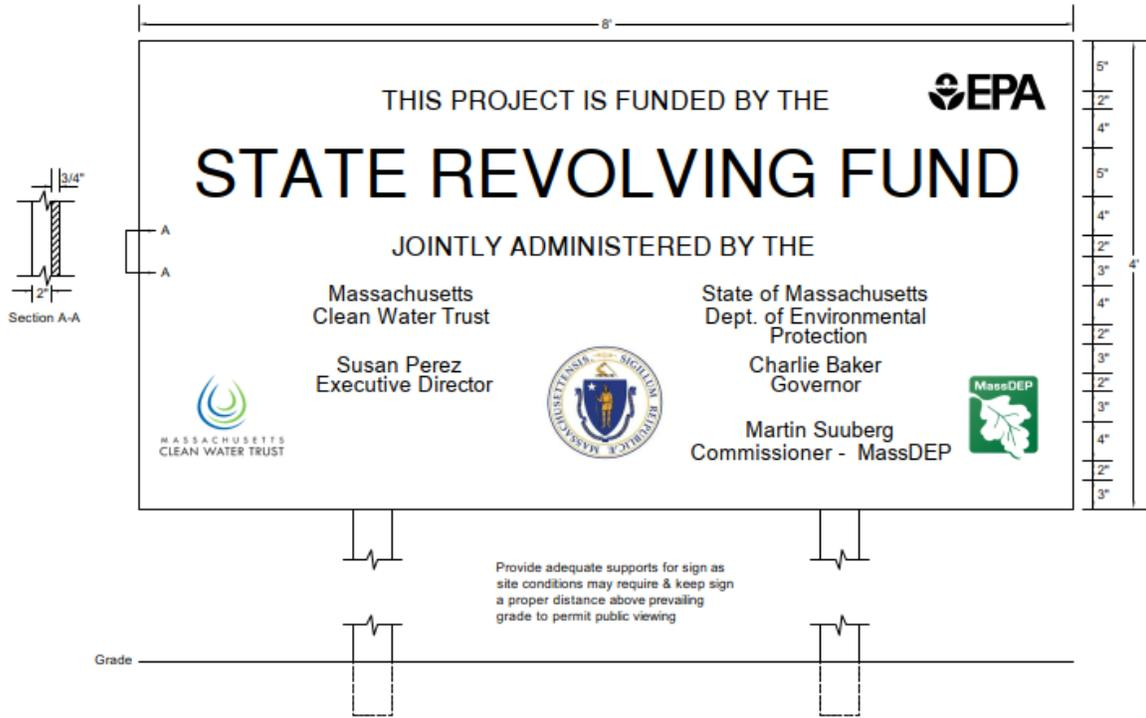 8'
THIS PROJECT IS FUNDED BY THE
EPA
STATE REVOLVING FUND
JOINTLY ADMINISTERED BY THE
Massachusetts
Clean Water Trust
Susan Perez
Executive Director
State of Massachusetts
Dept. of Environmental
Protection
Charlie Baker
Governor
Martin Suuberg
Commissioner - MassDEP
MASSACHUSETTS
CLEAN WATER TRUST
SIGILLUM REIPUBLICÆ MASSACHUSETTENSIS
MassDEP
3/4"
2"
Section A-A
A
A
5"
2"
4"
5"
4"
2"
3"
4"
2"
3"
2"
3"
4"
2"
3"
4'
Provide adequate supports for sign as
site conditions may require & keep sign
a proper distance above prevailing
grade to permit public viewing
Grade